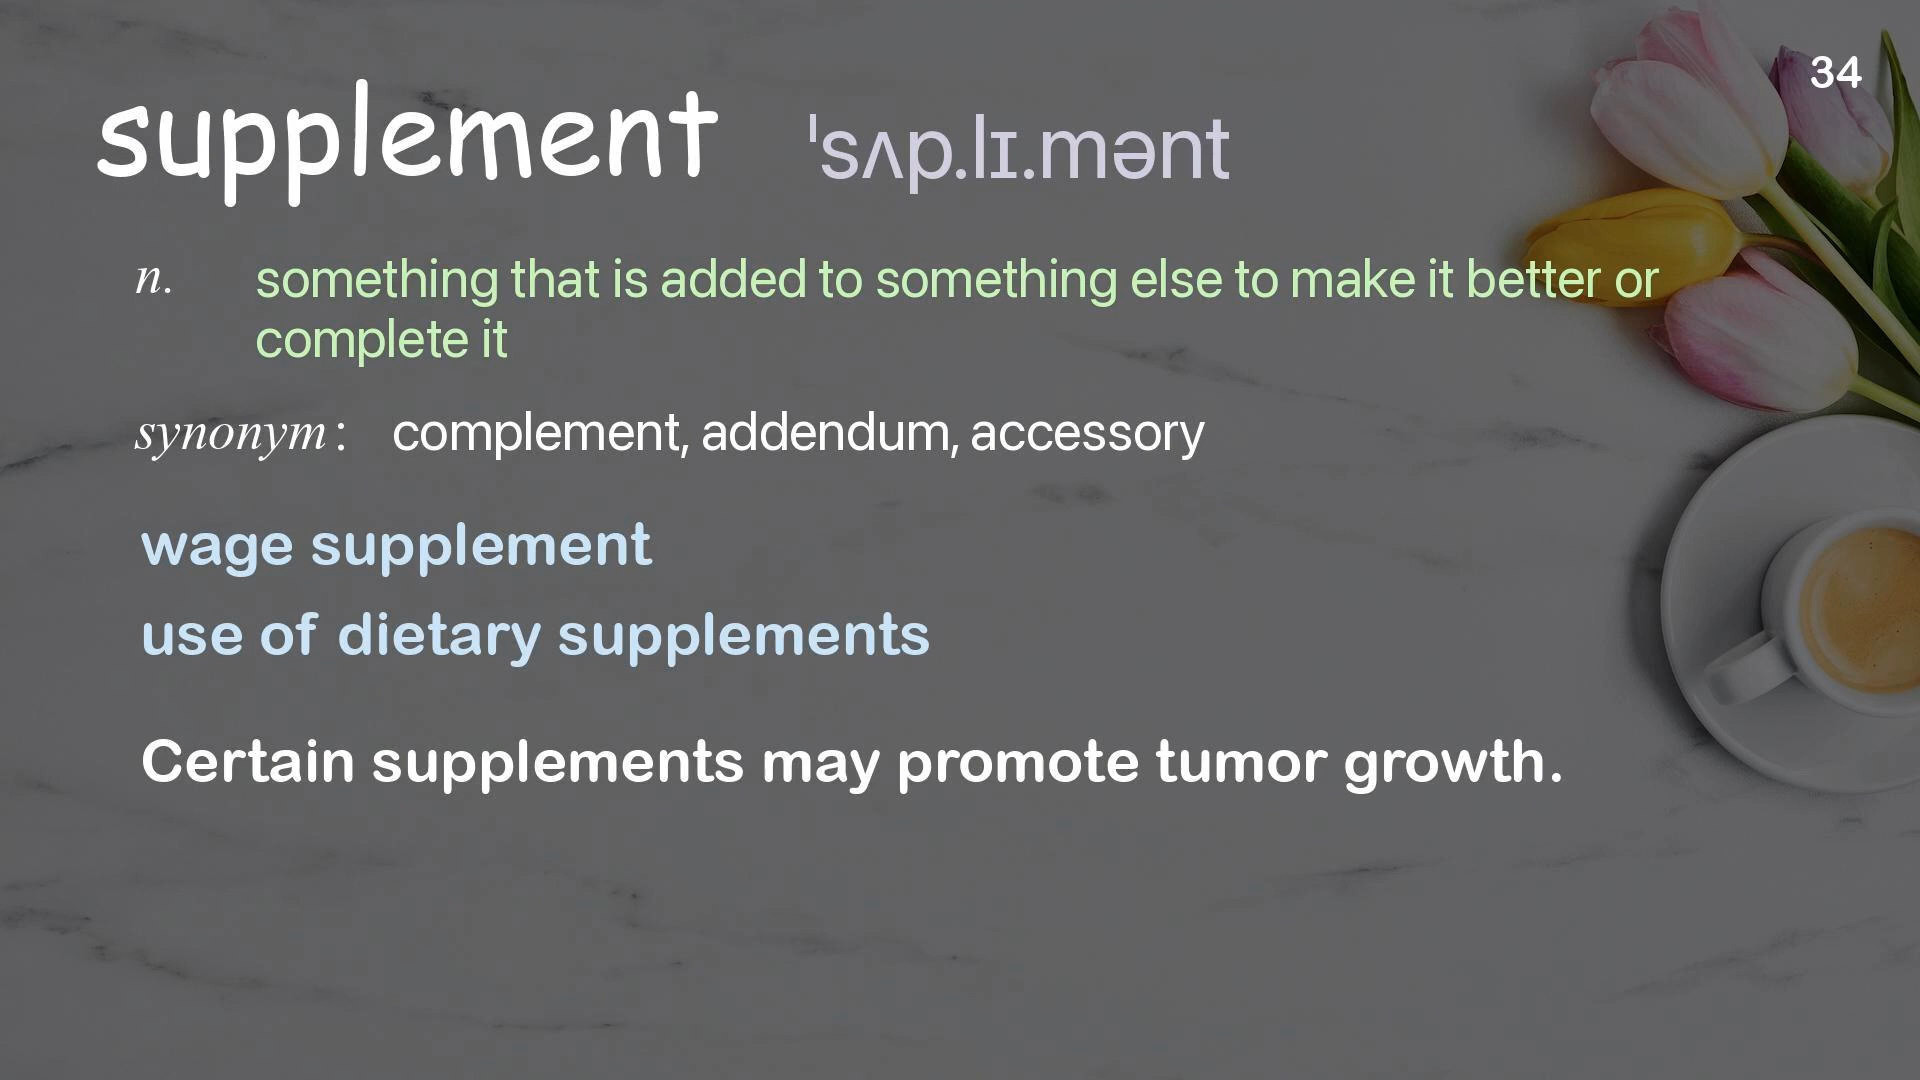 34
supplement ˈsʌp.lɪ.mənt
n. something that is added to something else to make it better or
complete it
synonym: complement, addendum, accessory
wage supplement
use of dietary supplements
Certain supplements may promote tumor growth.